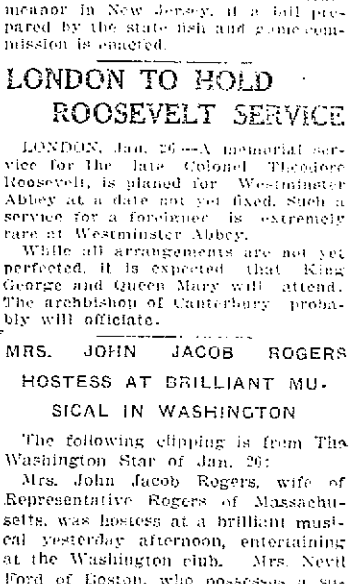 meanor in New Jersey, if a bill pre-
pared by the state fish and game com-
mission is enacted.
LONDON TO HOLD
ROOSEVELT SERVICE
LONDON, Jan. 26.—A memorial ser-
vice for the late Colonel Theodore
Roosevelt, is planed for Westminster
Abbey at a date not yet fixed. Such a
service for a foreigner is extremely
rare at Westminster Abbey.
While all arrangements are not yet
perfected, it is expected that King
George and Queen Mary will attend.
The archbishop of Canterbury proba-
bly will officiate.
MRS. JOHN JACOB ROGERS
HOSTESS AT BRILLIANT MU-
SICAL IN WASHINGTON
The following clipping is from The
Washington Star of Jan. 26:
Mrs. John Jacob Rogers, wife of
Representative Rogers of Massachu-
setts, was hostess at a brilliant musi-
cal yesterday afternoon, entertaining
at the Washington club. Mrs. Nevil
Ford of Boston, who possesses a